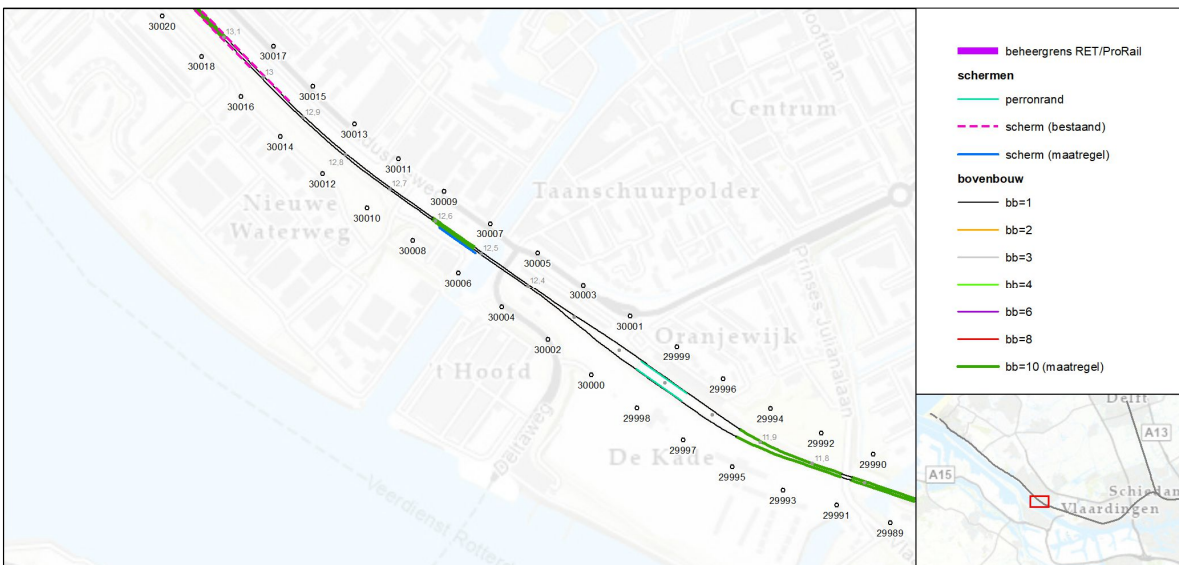 30020
13,1
30017
30018
13
30015
30016
12,9
30013
30014
12,8
30011
30012
12,7
30009
30010
12,6
30007
30008
12,5
30005
30006
12,4
30003
30004
30001
30002
29999
30000
29996
29998
29994
11,9
29997
29992
11,8
29995
29990
29993
29991
29989
Centrum
Taanschuurpolder
Nieuwe
Waterweg
Oranjewijk
Prinses Julianalaan
't Hoofd
Deltaweg
De Kade
Veerdienst Rotter
beheergrens RET/ProRail
schermen
perronrand
scherm (bestaand)
scherm (maatregel)
bovenbouw
bb=1
bb=2
bb=3
bb=4
bb=6
bb=8
bb=10 (maatregel)
Delft
A13
A15
Schiedam
Vlaardingen